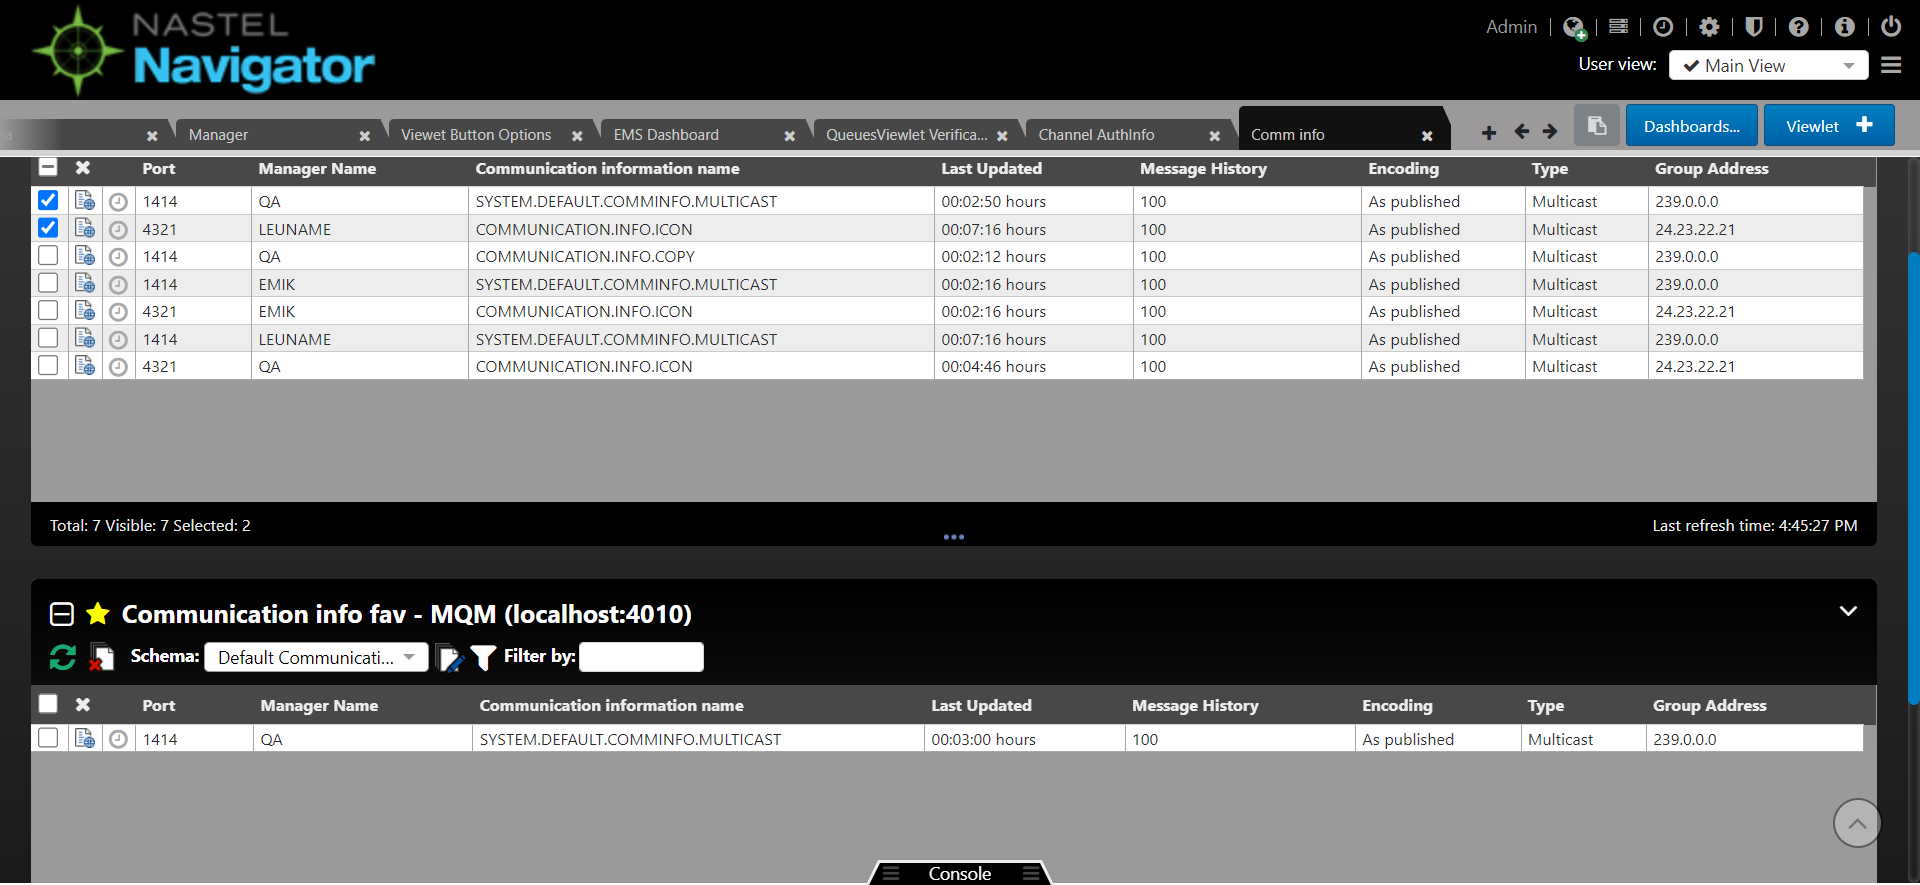 NASTEL
Navigator
Admin
User view: Main View
a
Manager
Viewet Button Options
EMS Dashboard
QueuesViewlet Verifica...
Channel AuthInfo
Comm info
Dashboards...
Viewlet
Port Manager Name Communication information name Last Updated Message History Encoding Type Group Address
1414 QA SYSTEM.DEFAULT.COMMINFO.MULTICAST 00:02:50 hours 100 As published Multicast 239.0.0.0
4321 LEUNAME COMMUNICATION.INFO.ICON 00:07:16 hours 100 As published Multicast 24.23.22.21
1414 QA COMMUNICATION.INFO.COPY 00:02:12 hours 100 As published Multicast 239.0.0.0
1414 EMIK SYSTEM.DEFAULT.COMMINFO.MULTICAST 00:02:16 hours 100 As published Multicast 239.0.0.0
4321 EMIK COMMUNICATION.INFO.ICON 00:02:16 hours 100 As published Multicast 24.23.22.21
1414 LEUNAME SYSTEM.DEFAULT.COMMINFO.MULTICAST 00:07:16 hours 100 As published Multicast 239.0.0.0
4321 QA COMMUNICATION.INFO.ICON 00:04:46 hours 100 As published Multicast 24.23.22.21
Total: 7 Visible: 7 Selected: 2
Last refresh time: 4:45:27 PM
Communication info fav - MQM (localhost:4010)
Schema: Default Communicati... Filter by:
Port Manager Name Communication information name Last Updated Message History Encoding Type Group Address
1414 QA SYSTEM.DEFAULT.COMMINFO.MULTICAST 00:03:00 hours 100 As published Multicast 239.0.0.0
Console